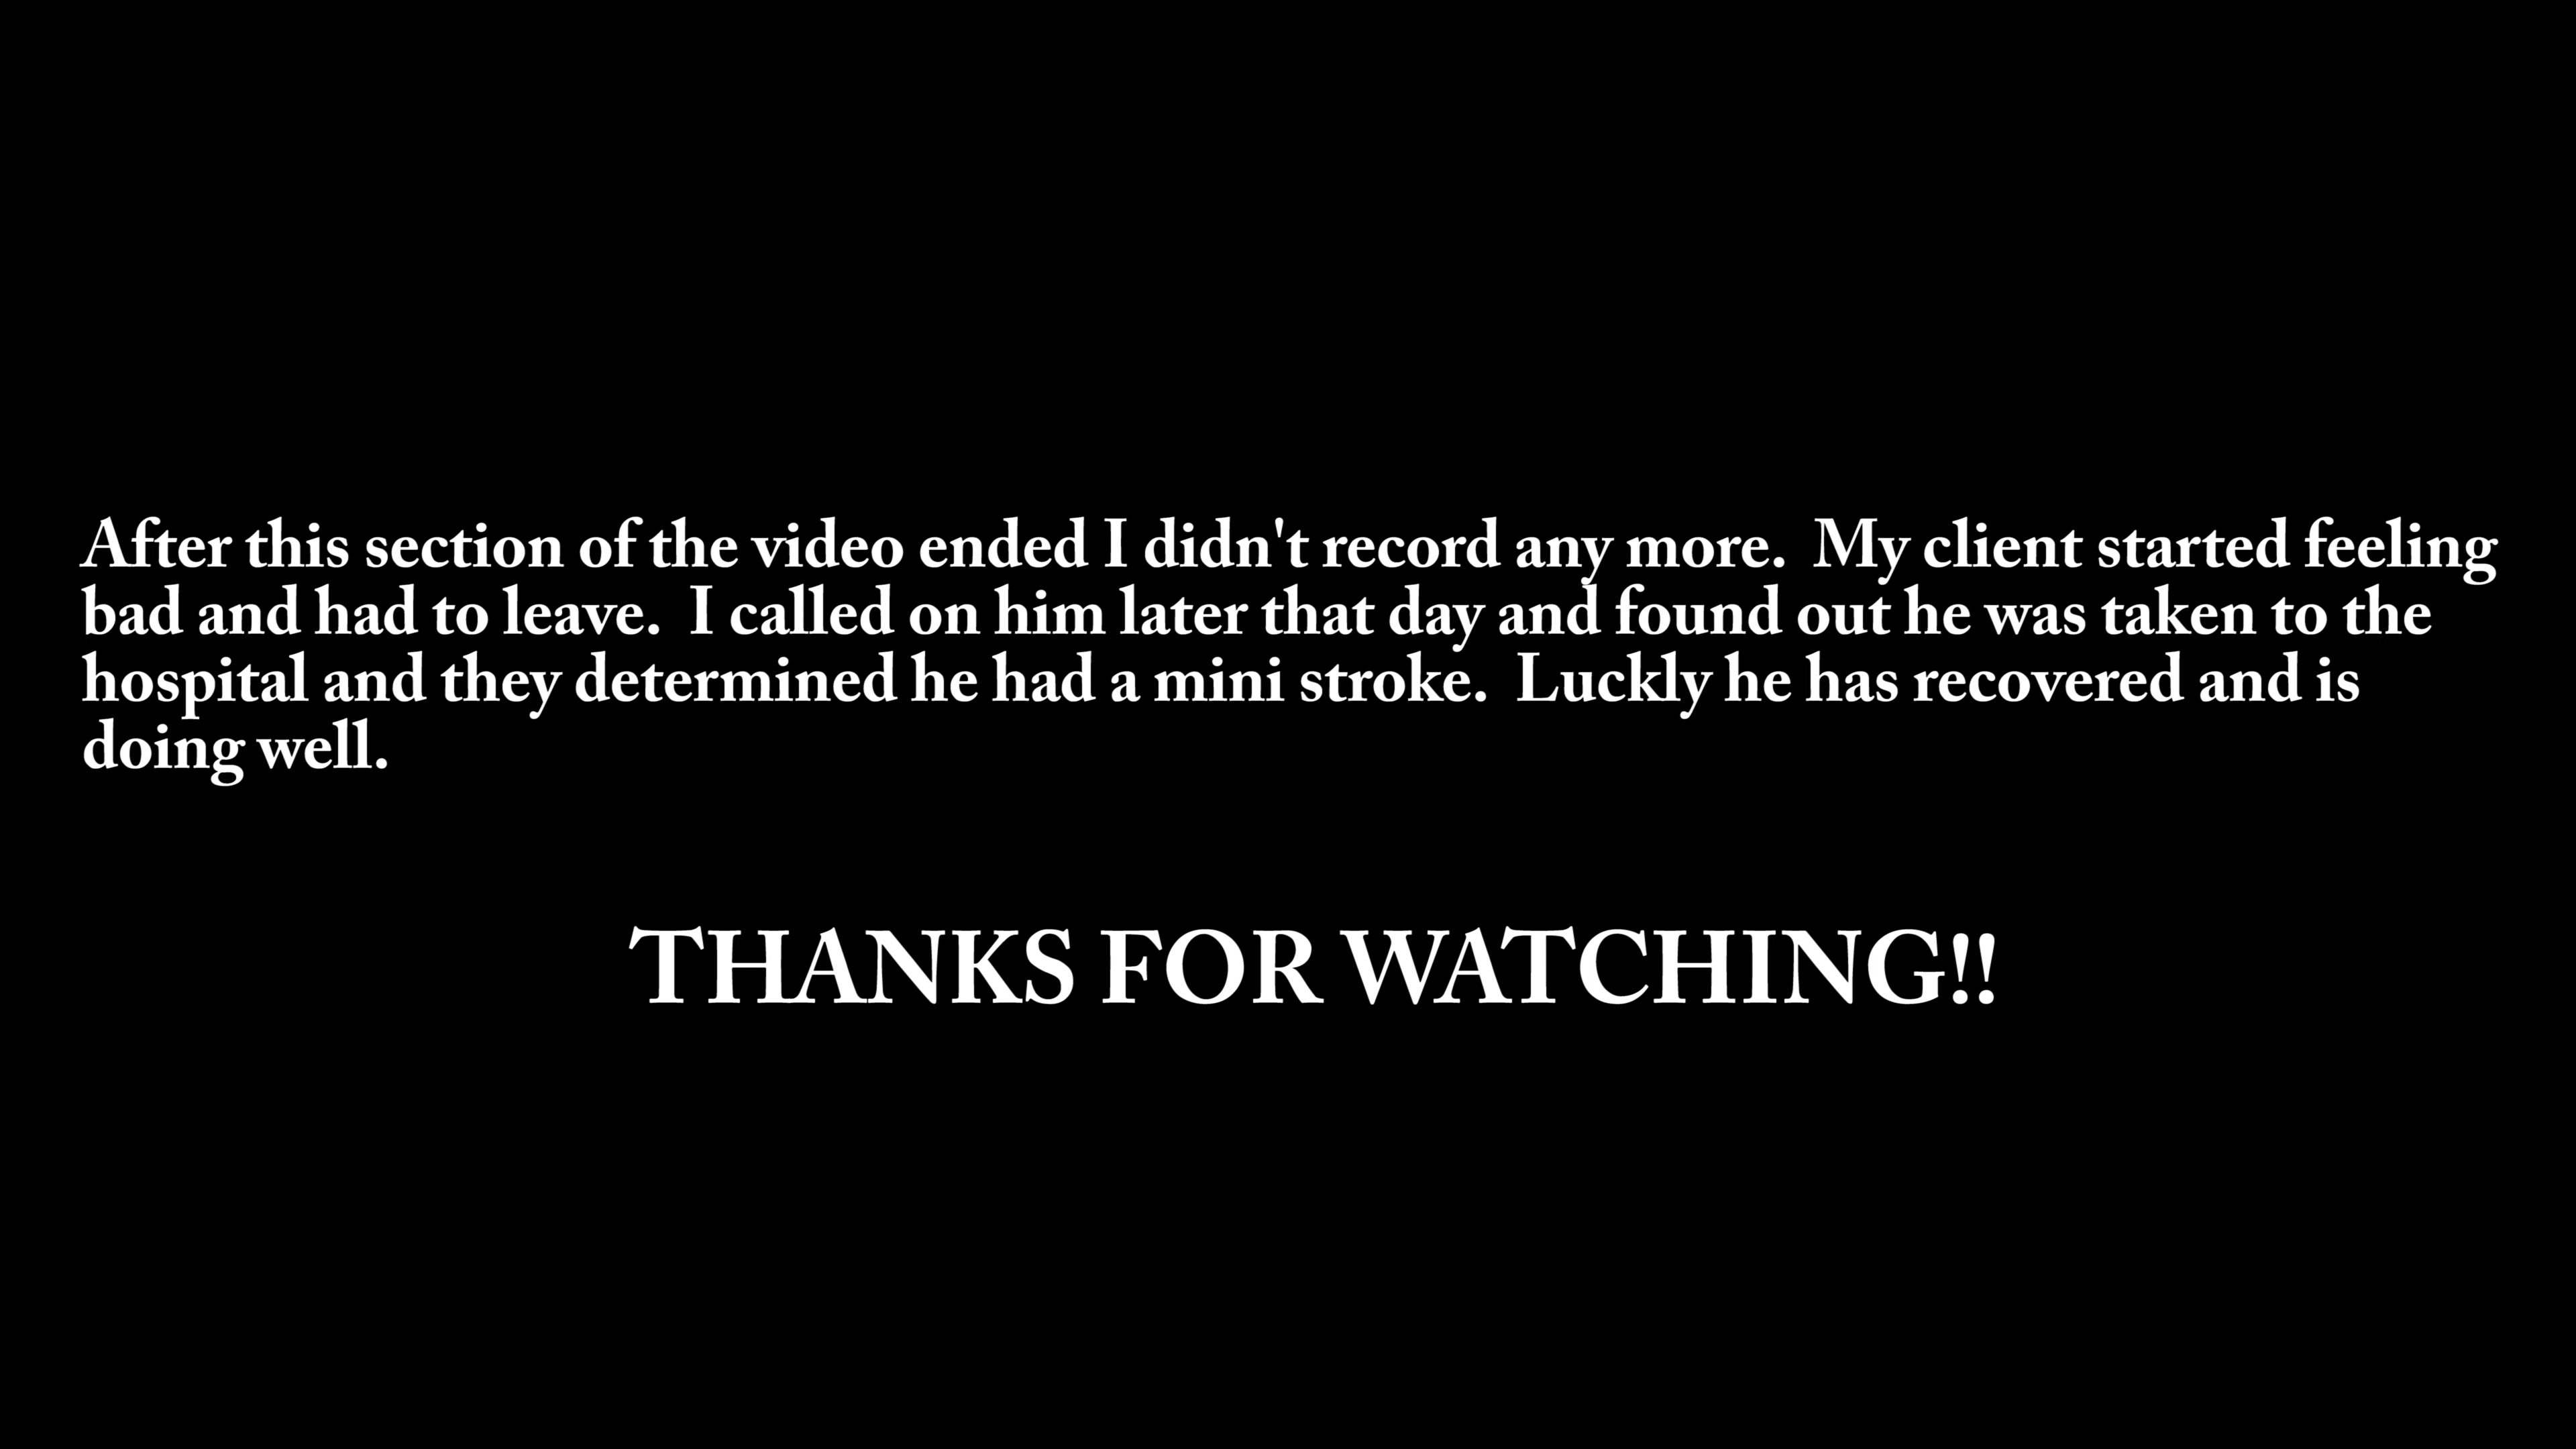 After this section of the video ended I didn't record any more.  My client started feeling
bad and had to leave.  I called on him later that day and found out he was taken to the
hospital and they determined he had a mini stroke.  Luckly he has recovered and is
doing well.
THANKS FOR WATCHING!!